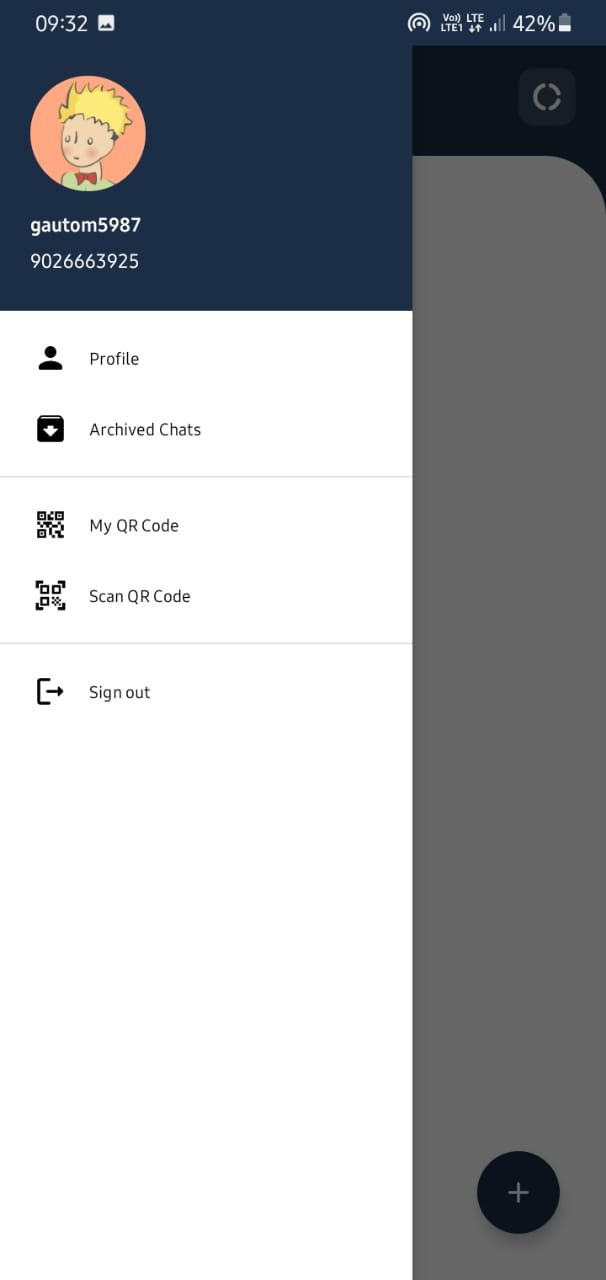 09:32
Vo) LTE
LTE1
42%
gautom5987
9026663925
Profile
Archived Chats
My QR Code
Scan QR Code
Sign out